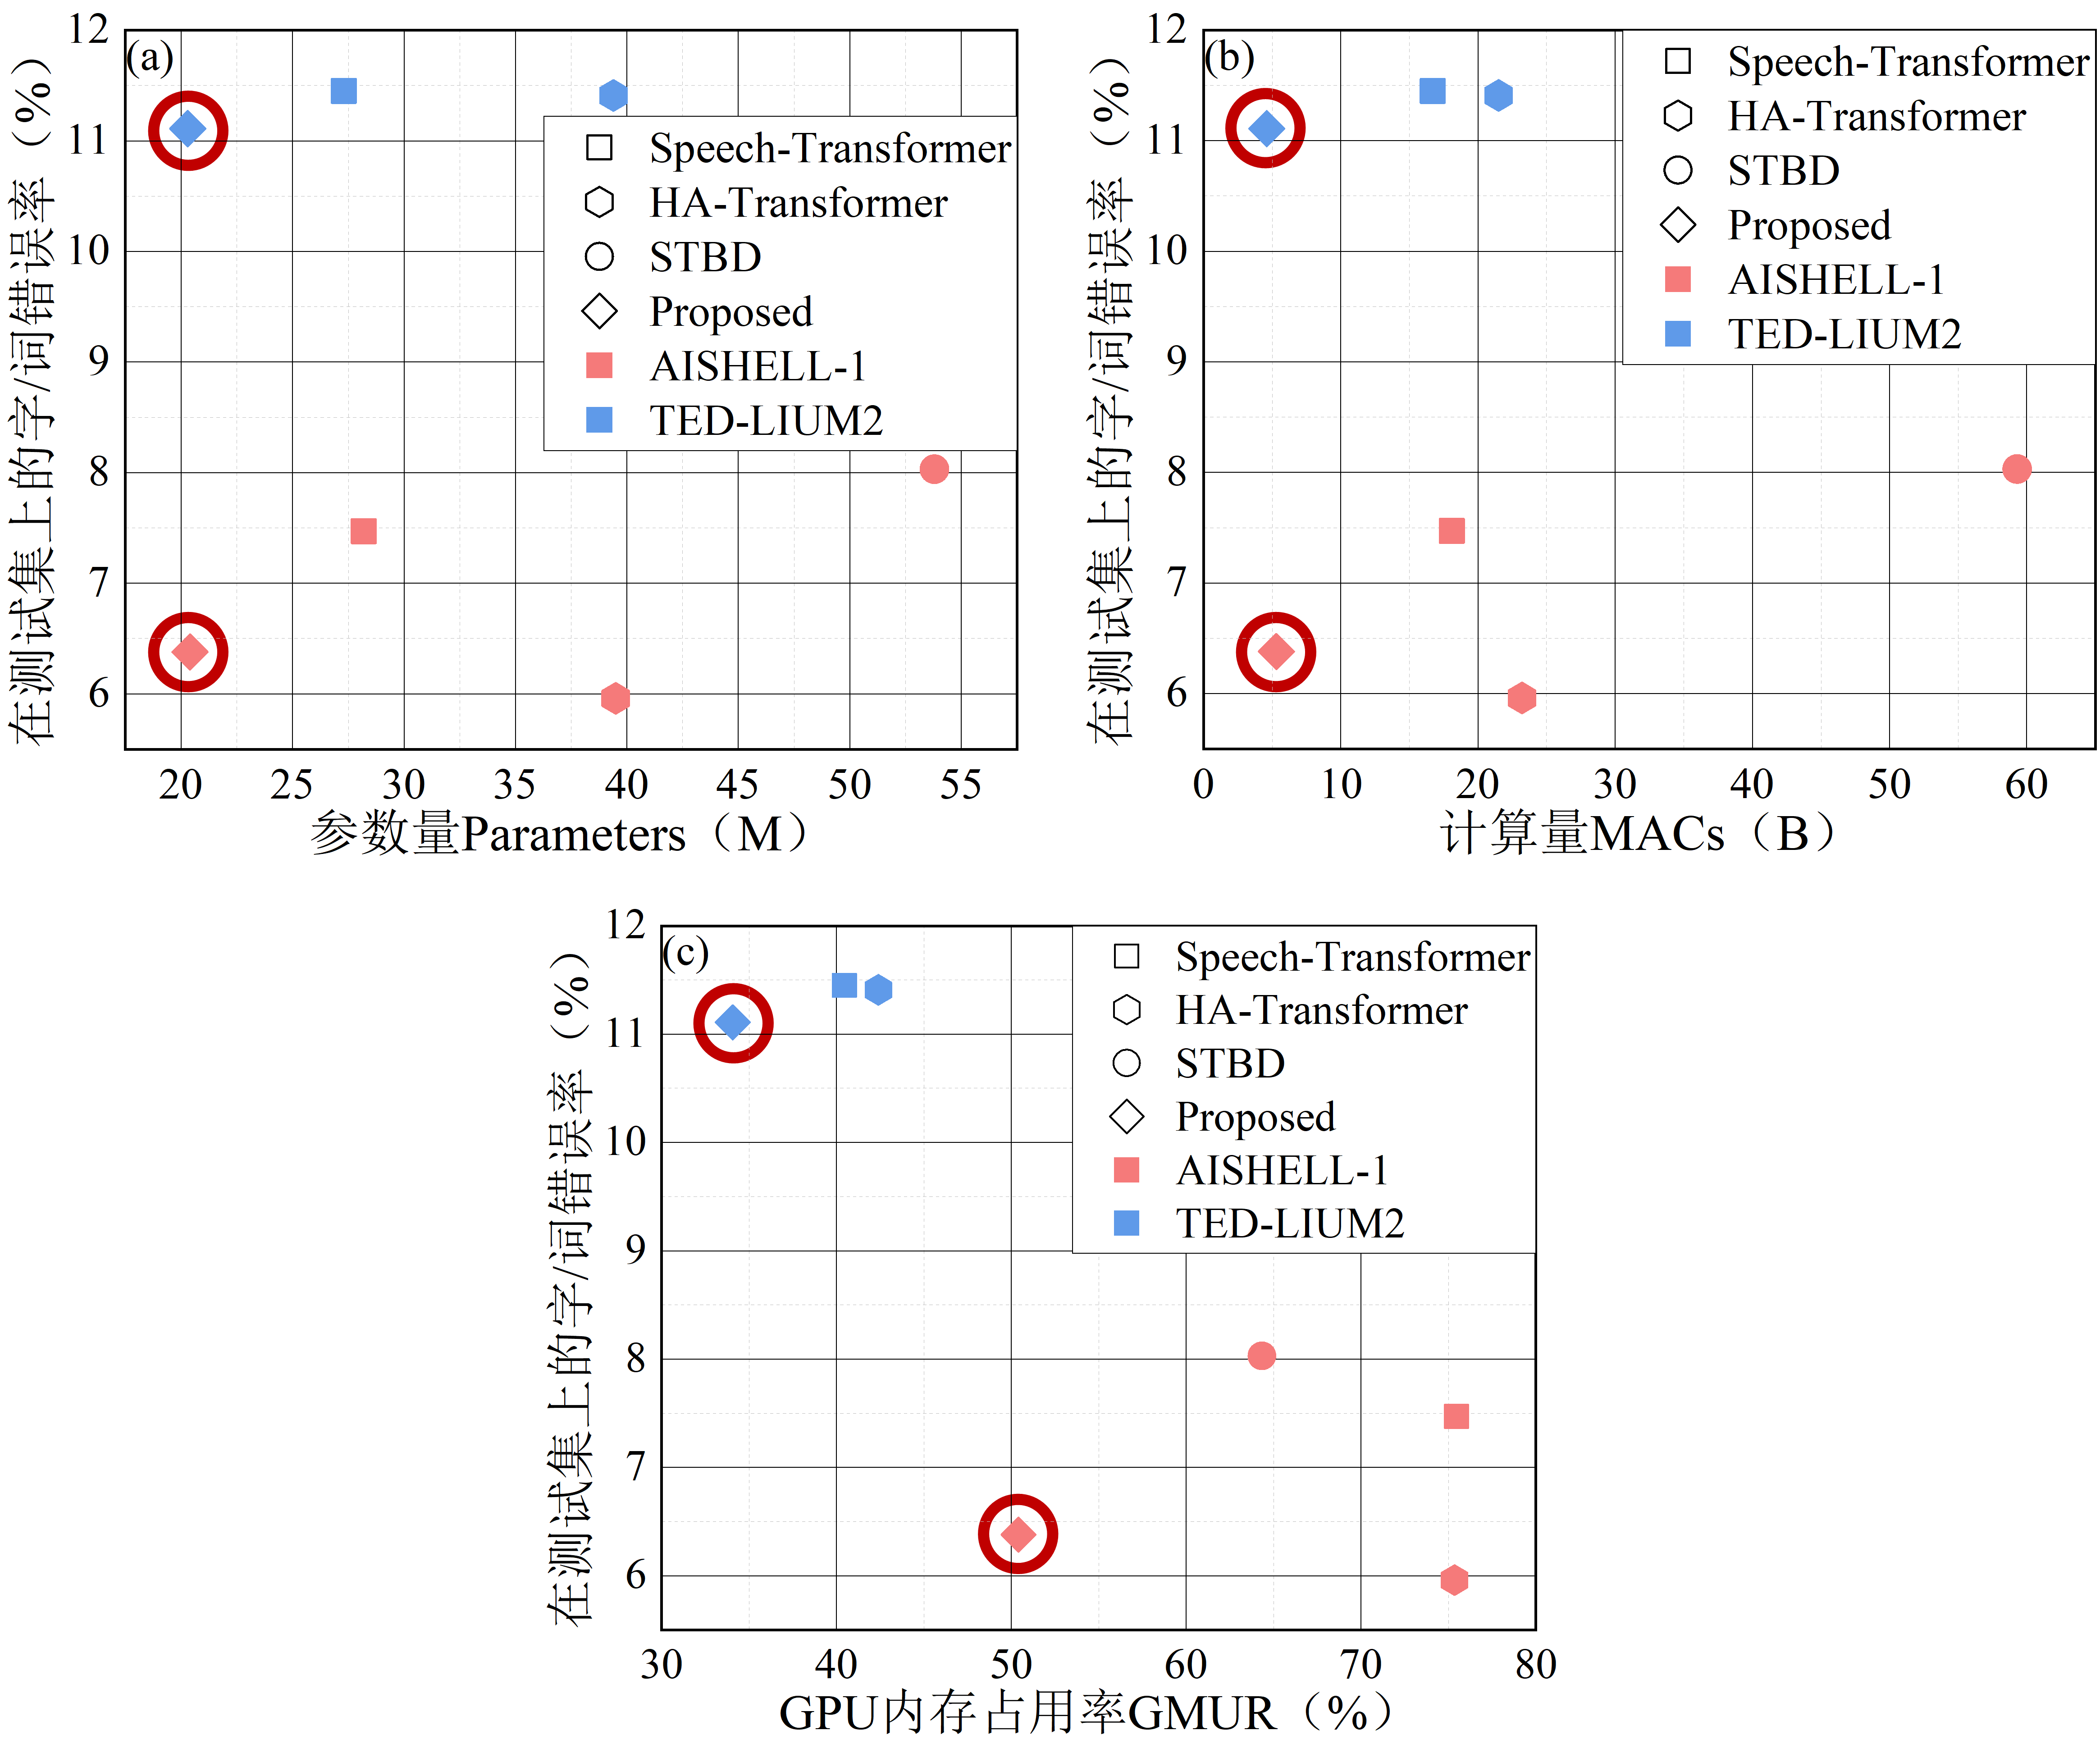 (a)
12
11
10
9
8
7
6
在测试集上的字/词错误率（%）
Speech-Transformer
HA-Transformer
STBD
Proposed
AISHELL-1
TED-LIUM2
20 25 30 35 40 45 50 55
参数量Parameters（M）
(b)
12
11
10
9
8
7
6
在测试集上的字/词错误率（%）
Speech-Transformer
HA-Transformer
STBD
Proposed
AISHELL-1
TED-LIUM2
0 10 20 30 40 50 60
计算量MACs（B）
(c)
12
11
10
9
8
7
6
在测试集上的字/词错误率（%）
Speech-Transformer
HA-Transformer
STBD
Proposed
AISHELL-1
TED-LIUM2
30 40 50 60 70 80
GPU内存占用率GMUR（%）